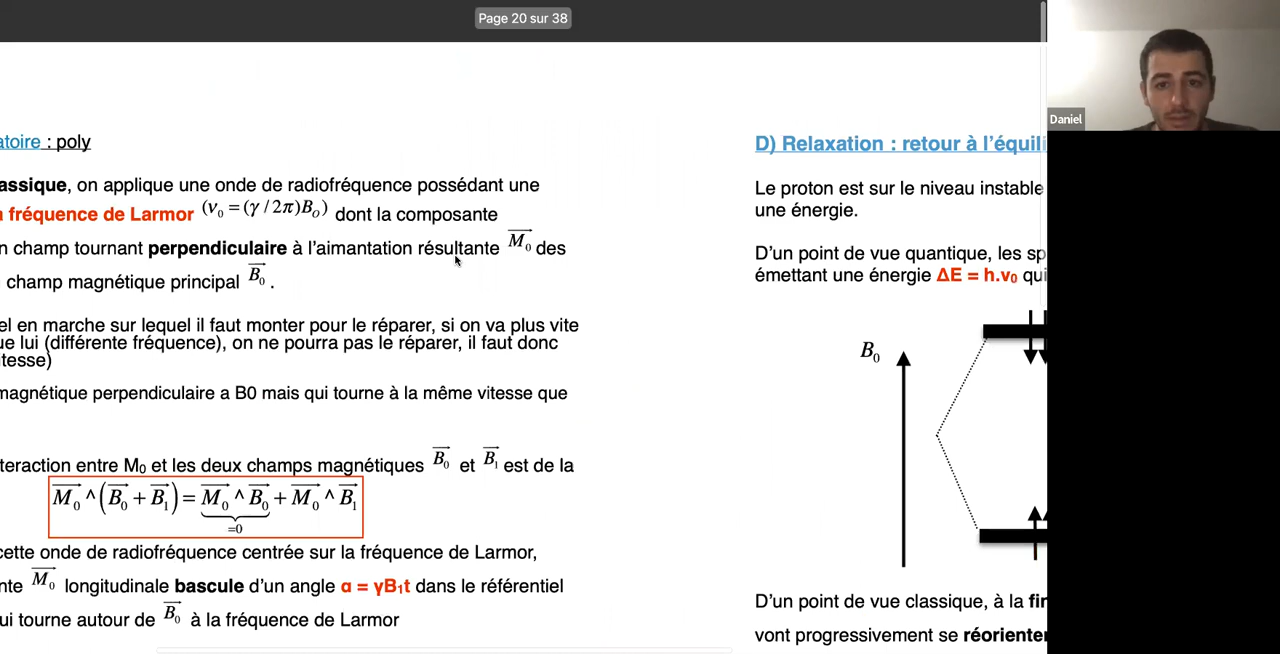 Page 20 sur 38
Daniel
atoire : poly
assique, on applique une onde de radiofréquence possédant une
a fréquence de Larmor (ν₀ = (γ / 2π)B₀) dont la composante
n champ tournant perpendiculaire à l’aimantation résultante M₀ des
champ magnétique principal B₀ .
el en marche sur lequel il faut monter pour le réparer, si on va plus vite
ue lui (différente fréquence), on ne pourra pas le réparer, il faut donc
tesse)
magnétique perpendiculaire a B0 mais qui tourne à la même vitesse que
teraction entre M₀ et les deux champs magnétiques B₀ et B₁ est de la
M₀ ^ (B₀ + B₁) = M₀ ^ B₀ + M₀ ^ B₁
=0
cette onde de radiofréquence centrée sur la fréquence de Larmor,
nte M₀ longitudinale bascule d’un angle α = γB₁t dans le référentiel
ui tourne autour de B₀ à la fréquence de Larmor
D) Relaxation : retour à l’équili
Le proton est sur le niveau instable
une énergie.
D’un point de vue quantique, les sp
émettant une énergie ΔE = h.v₀ qui
B₀
D’un point de vue classique, à la fin
vont progressivement se réorienter